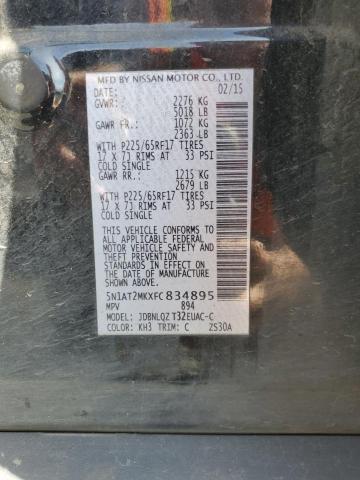 MFD BY NISSAN MOTOR CO., LTD.
DATE: 02/15
GVWR: 2276 KG
5018 LB
GAWR FR.: 1072 KG
2363 LB
WITH P225/65RF17 TIRES
17 X 7J RIMS AT 33 PSI
COLD SINGLE
GAWR RR.: 1215 KG
2679 LB
WITH P225/65RF17 TIRES
17 X 7J RIMS AT 33 PSI
COLD SINGLE
THIS VEHICLE CONFORMS TO ALL
APPLICABLE FEDERAL MOTOR
VEHICLE SAFETY AND THEFT
PREVENTION STANDARDS IN
EFFECT ON THE DATE OF
MANUFACTURE SHOWN ABOVE.
5N1AT2MKXFC834895
MPV 894
MODEL: JDBNLQZ T32EUAC-C
COLOR: KH3 TRIM: C 2S30A